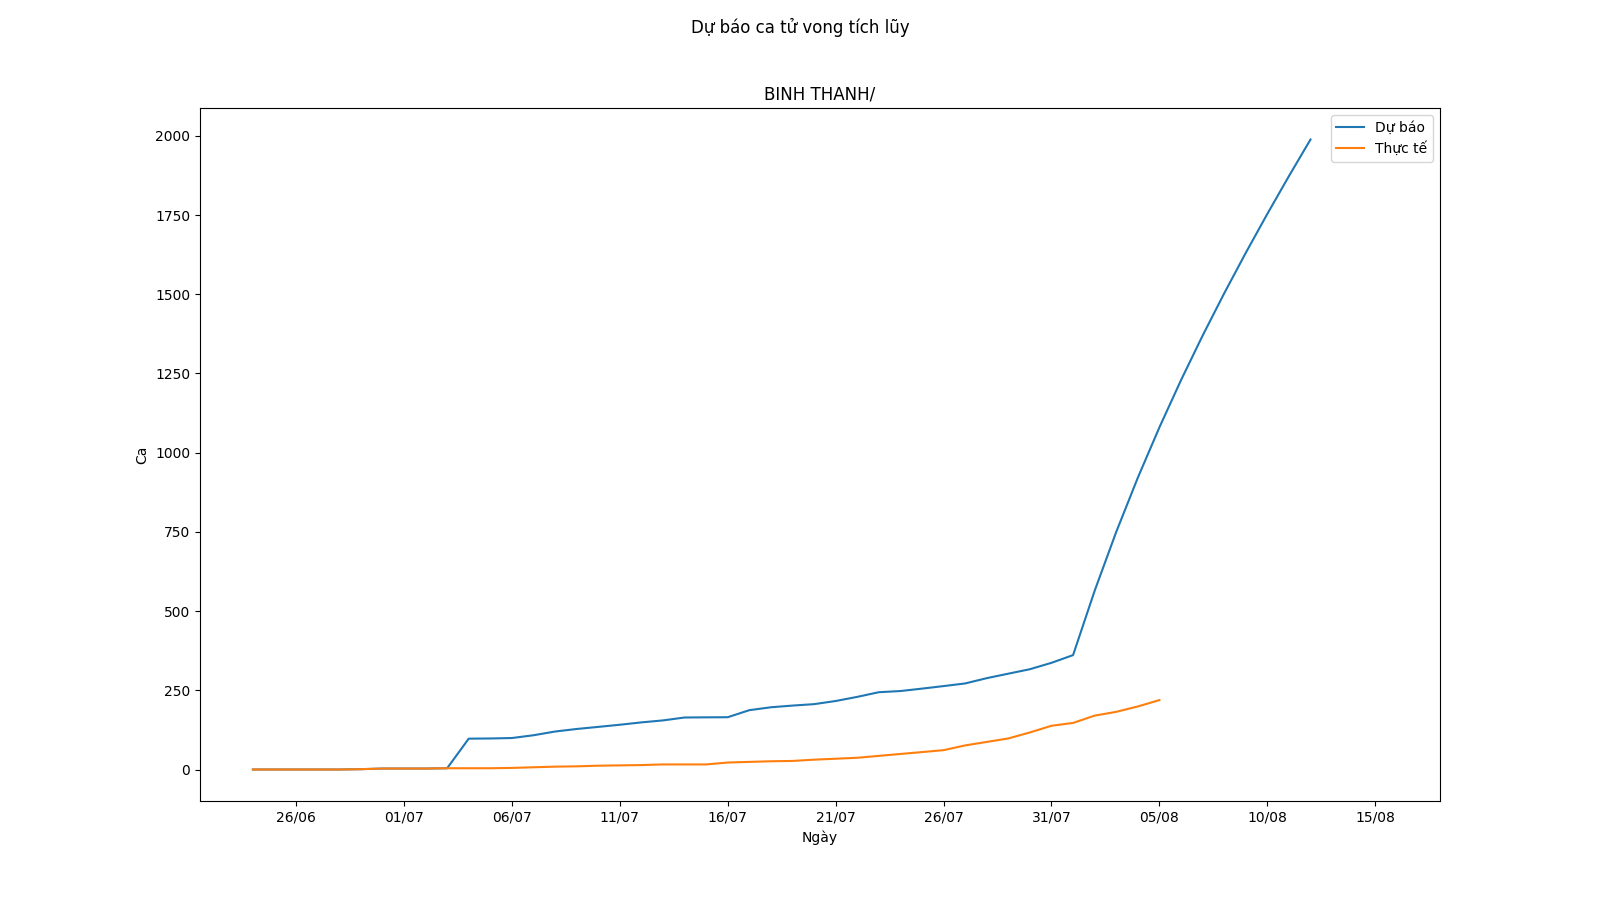 Dự báo ca tử vong tích lũy
BINH THANH/
Dự báo
Thực tế
2000
1750
1500
1250
1000
750
500
250
0
Ca
26/06 01/07 06/07 11/07 16/07 21/07 26/07 31/07 05/08 10/08 15/08
Ngày